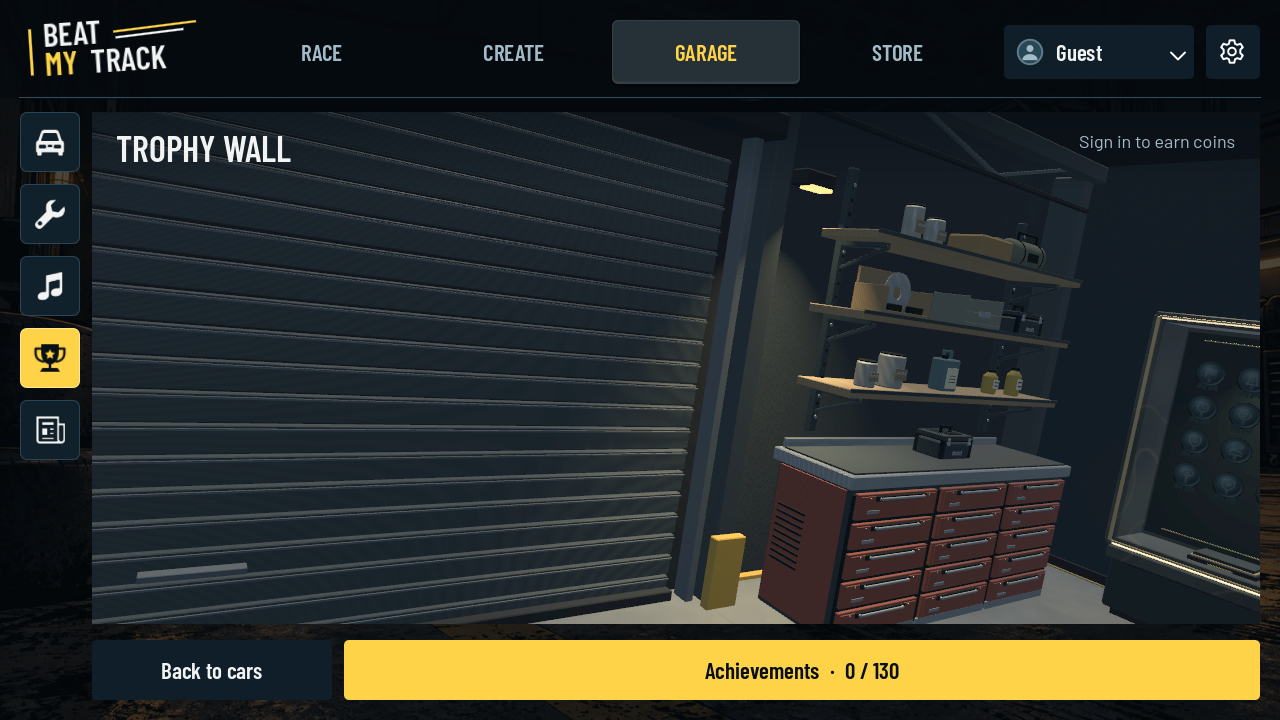 BEAT
MY TRACK
RACE
CREATE
GARAGE
STORE
Guest
TROPHY WALL
Sign in to earn coins
Back to cars
Achievements · 0 / 130